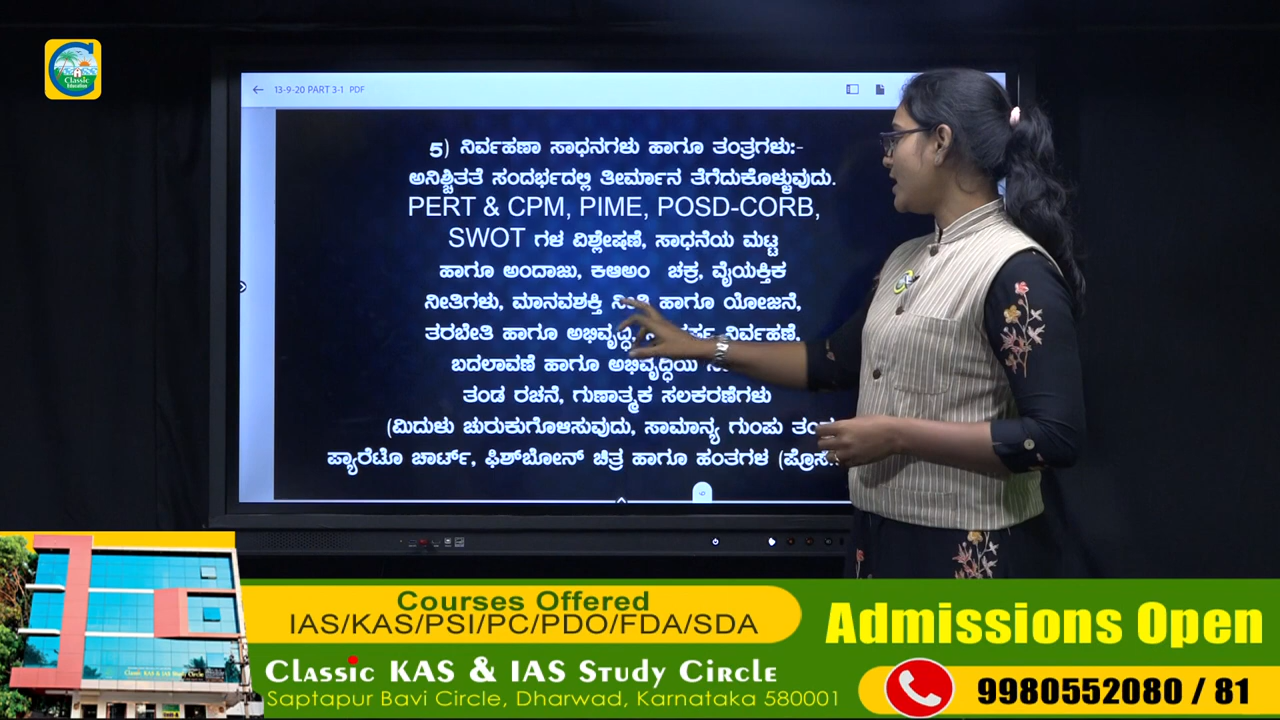 Classic
Education
13-9-20 PART 3-1 PDF
5) ನಿರ್ವಹಣಾ ಸಾಧನಗಳು ಹಾಗೂ ತಂತ್ರಗಳು:-
ಅನಿಶ್ಚಿತತೆ ಸಂದರ್ಭದಲ್ಲಿ ತೀರ್ಮಾನ ತೆಗೆದುಕೊಳ್ಳುವುದು.
PERT & CPM, PIME, POSD-CORB,
SWOT ಗಳ ವಿಶ್ಲೇಷಣೆ, ಸಾಧನೆಯ ಮಟ್ಟ
ಹಾಗೂ ಅಂದಾಜು, ಕಆಅಂ ಚಕ್ರ, ವೈಯಕ್ತಿಕ
ನೀತಿಗಳು, ಮಾನವಶಕ್ತಿ ನೀತಿ ಹಾಗೂ ಯೋಜನೆ,
ತರಬೇತಿ ಹಾಗೂ ಅಭಿವೃದ್ಧಿ, ನಿರ್ವಹಣೆ,
ಬದಲಾವಣೆ ಹಾಗೂ ಅಭಿವೃದ್ಧಿಯ
ತಂಡ ರಚನೆ, ಗುಣಾತ್ಮಕ ಸಲಕರಣೆಗಳು
(ಮಿದುಳು ಚುರುಕುಗೊಳಿಸುವುದು, ಸಾಮಾನ್ಯ ಗುಂಪು
ಪ್ಯಾರೆಟೊ ಚಾರ್ಟ್, ಫಿಶ್‌ಬೋನ್ ಚಿತ್ರ ಹಾಗೂ ಹಂತಗಳ
Courses Offered
IAS/KAS/PSI/PC/PDO/FDA/SDA
Admissions Open
Classic KAS & IAS Study Circle
Saptapur Bavi Circle, Dharwad, Karnataka 580001
9980552080 / 81